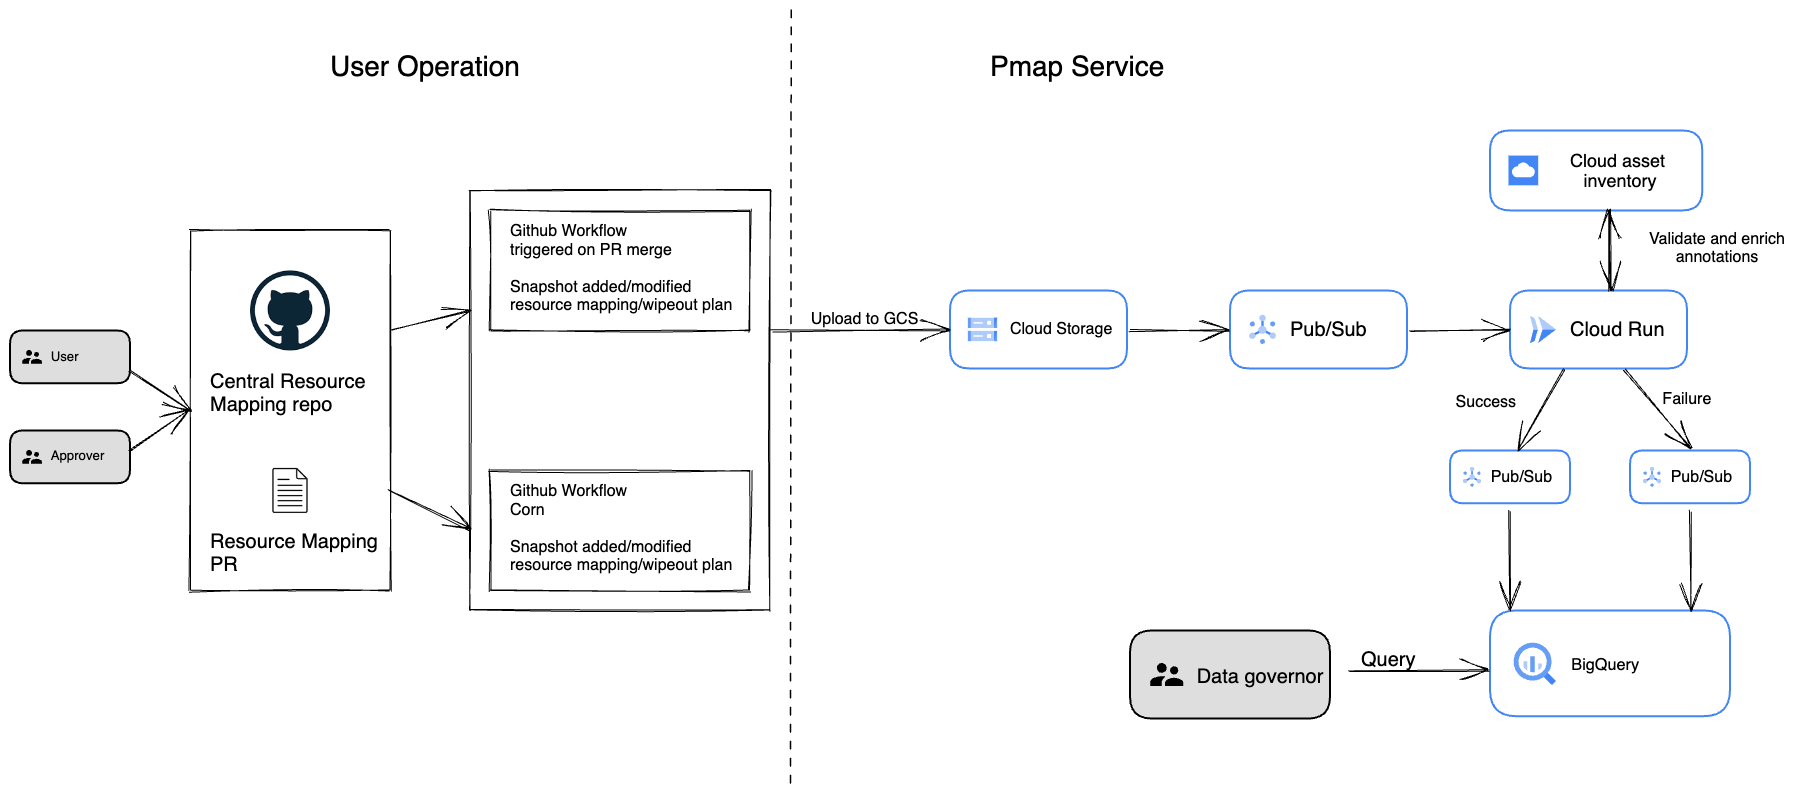 User Operation
Pmap Service
User
Approver
Central Resource
Mapping repo
Resource Mapping
PR
Github Workflow
triggered on PR merge
Snapshot added/modified
resource mapping/wipeout plan
Github Workflow
Corn
Snapshot added/modified
resource mapping/wipeout plan
Upload to GCS
Cloud Storage
Pub/Sub
Cloud Run
Cloud asset
inventory
Validate and enrich
annotations
Success
Failure
Pub/Sub
Pub/Sub
Data governor
Query
BigQuery